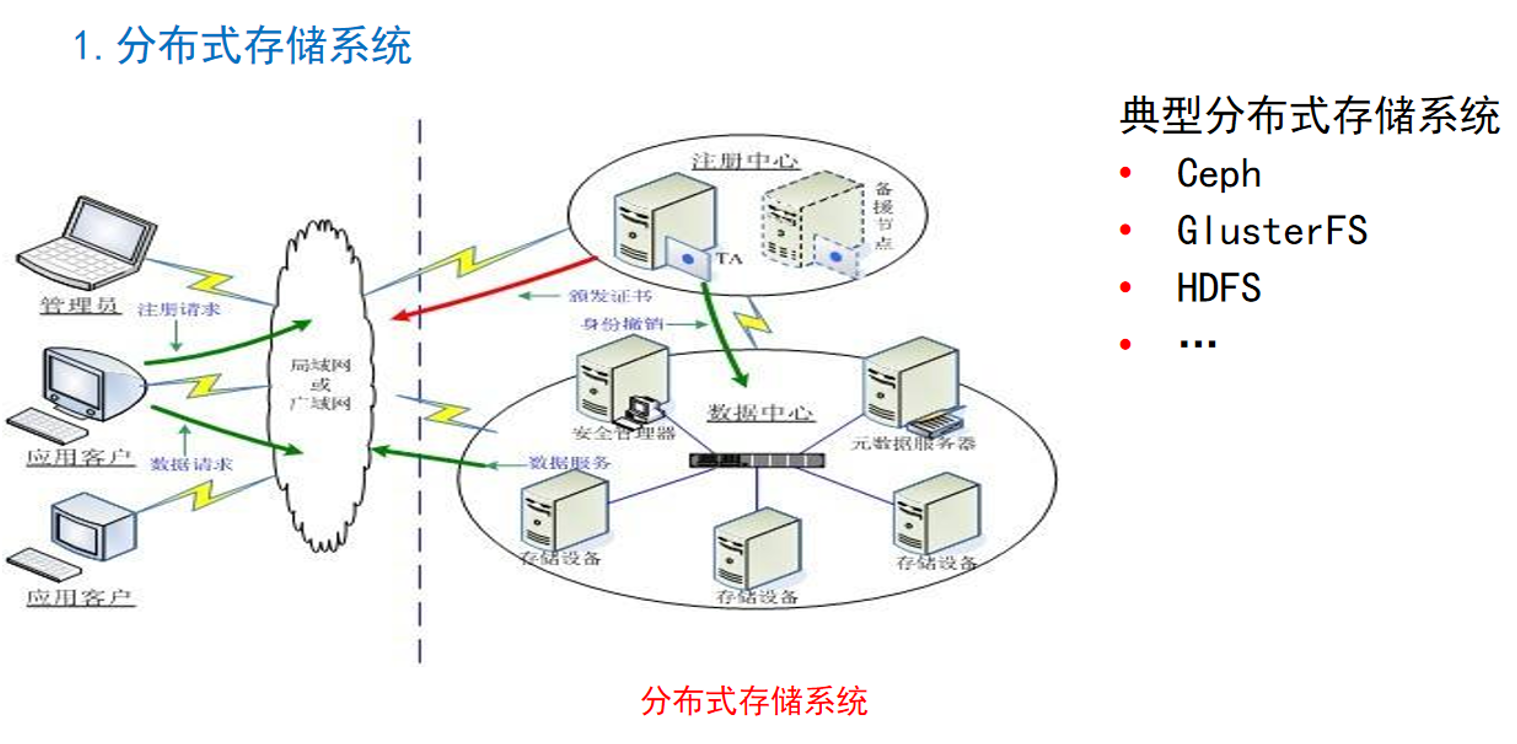 1.分布式存储系统
典型分布式存储系统
• Ceph
• GlusterFS
• HDFS
• …
注册中心
备援节点
TA
管理员
注册请求
颁发证书
身份撤销
局域网
或
广域网
数据中心
安全管理器
元数据服务器
应用客户
数据请求
数据服务
存储设备
存储设备
存储设备
应用客户
分布式存储系统